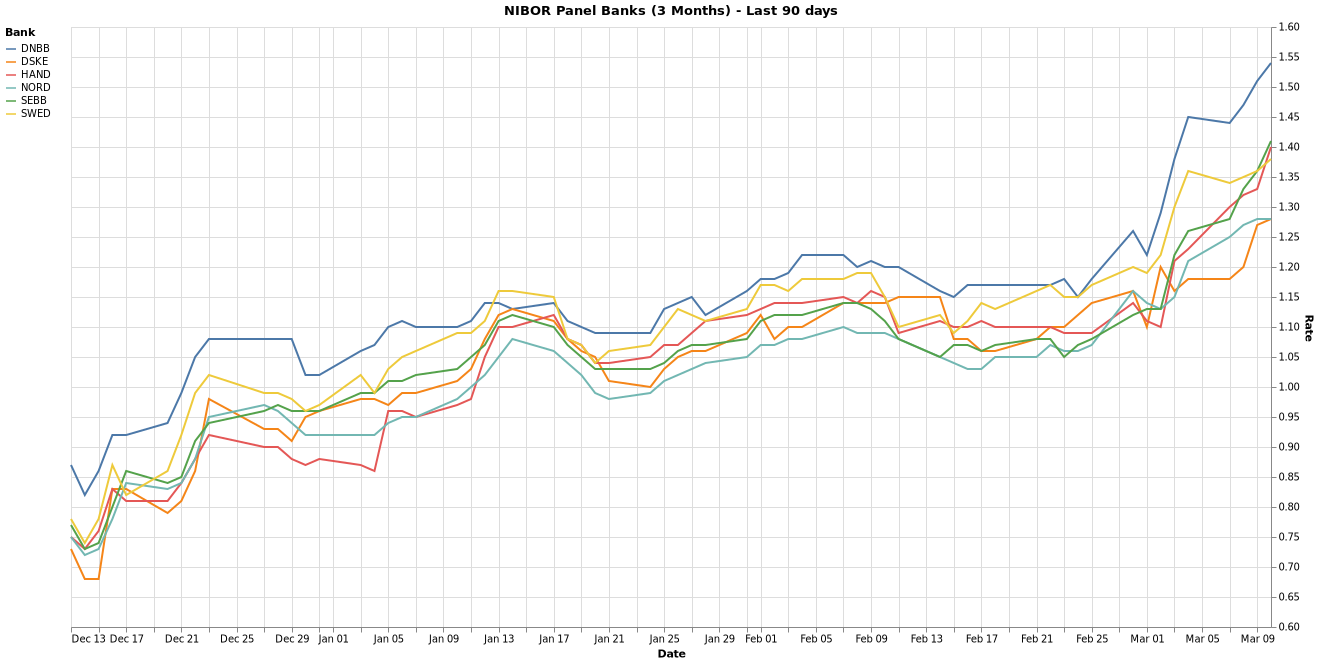 NIBOR Panel Banks (3 Months) - Last 90 days
Bank
DNBB
DSKE
HAND
NORD
SEBB
SWED
1.60
1.55
1.50
1.45
1.40
1.35
1.30
1.25
1.20
1.15
1.10
1.05
1.00
0.95
0.90
0.85
0.80
0.75
0.70
0.65
0.60
Rate
Dec 13 Dec 17 Dec 21 Dec 25 Dec 29 Jan 01 Jan 05 Jan 09 Jan 13 Jan 17 Jan 21 Jan 25 Jan 29 Feb 01 Feb 05 Feb 09 Feb 13 Feb 17 Feb 21 Feb 25 Mar 01 Mar 05 Mar 09
Date